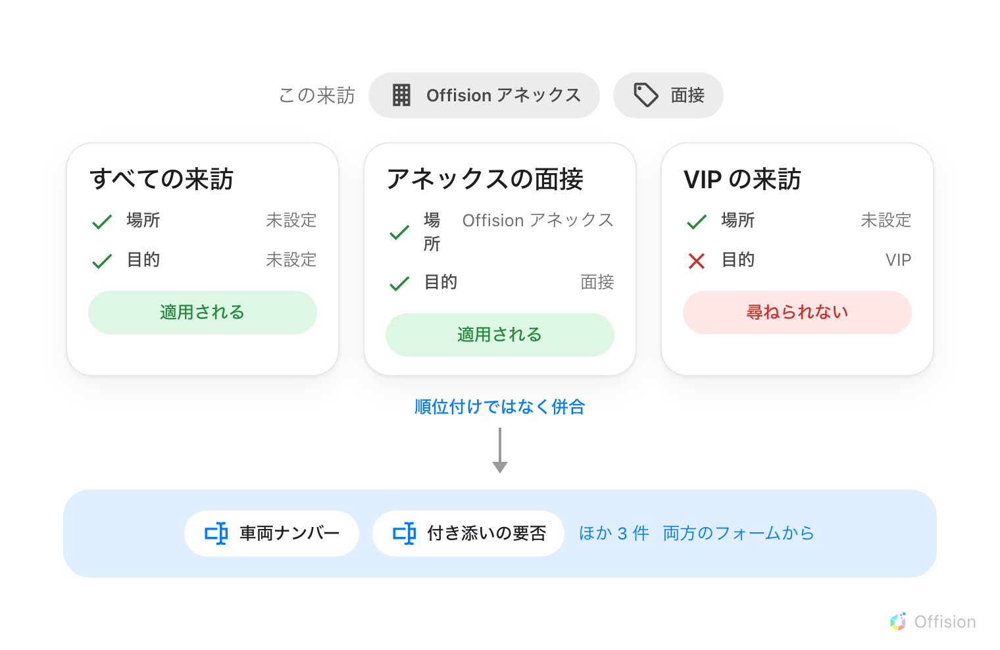 この来訪 Offision アネックス 面接
すべての来訪
場所 未設定
目的 未設定
適用される
アネックスの面接
場所 Offision アネックス
目的 面接
適用される
VIP の来訪
場所 未設定
目的 VIP
尋ねられない
順位付けではなく併合
車両ナンバー 付き添いの要否 ほか 3 件 両方のフォームから
Offision